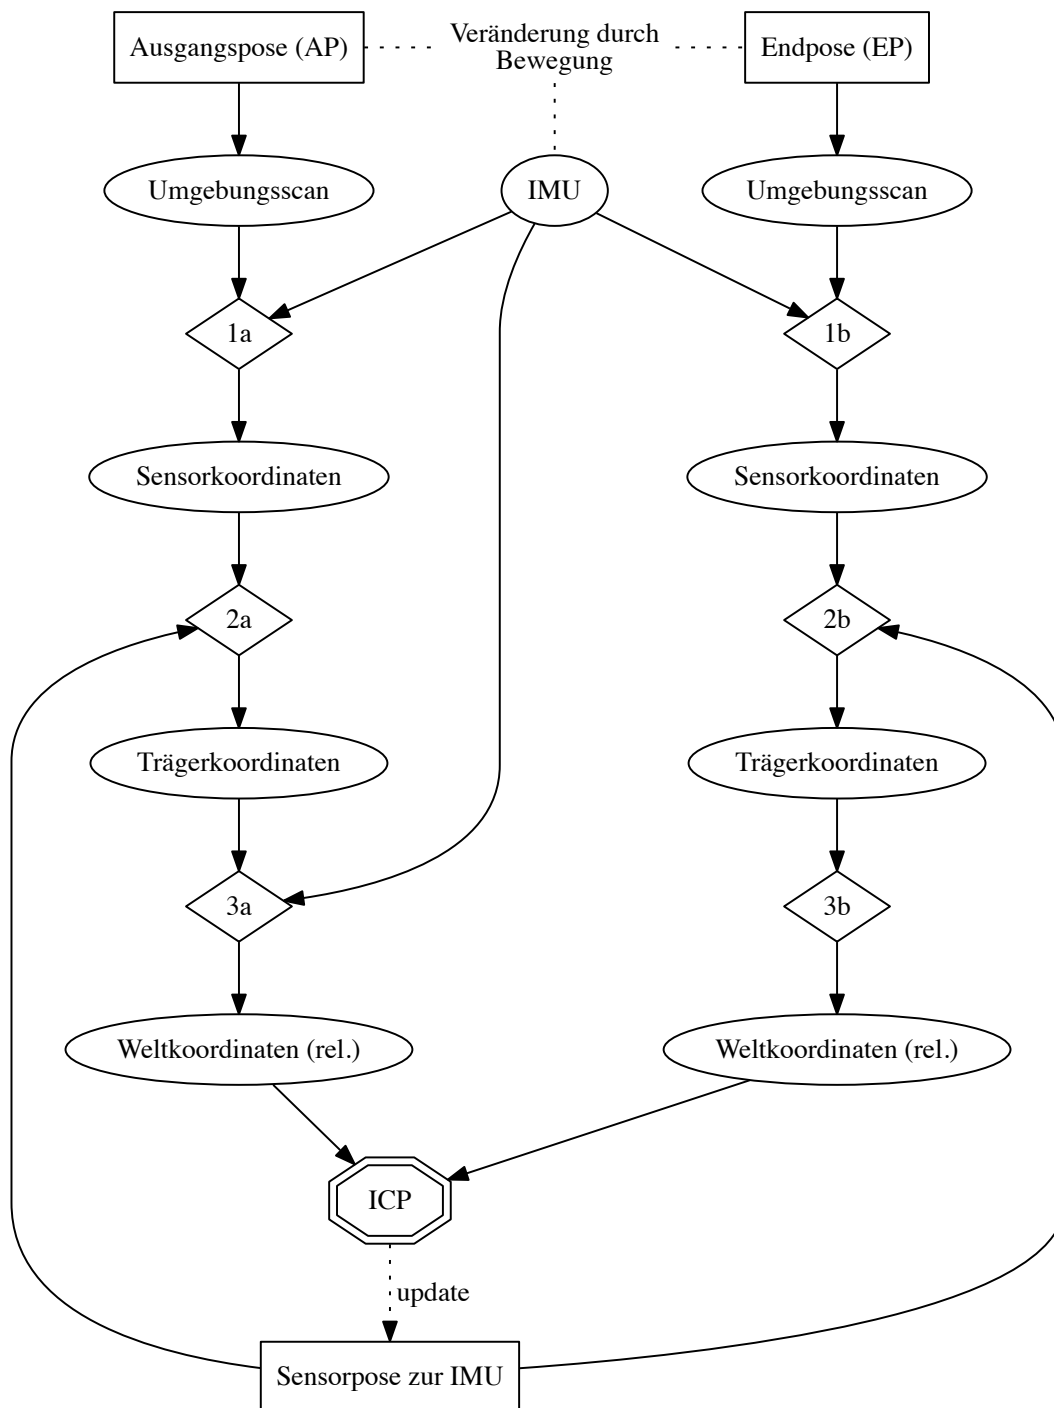 Ausgangspose (AP)
Veränderung durch
Bewegung
Endpose (EP)
Umgebungsscan
IMU
Umgebungsscan
1a
1b
Sensorkoordinaten
Sensorkoordinaten
2a
2b
Trägerkoordinaten
Trägerkoordinaten
3a
3b
Weltkoordinaten (rel.)
Weltkoordinaten (rel.)
ICP
update
Sensorpose zur IMU